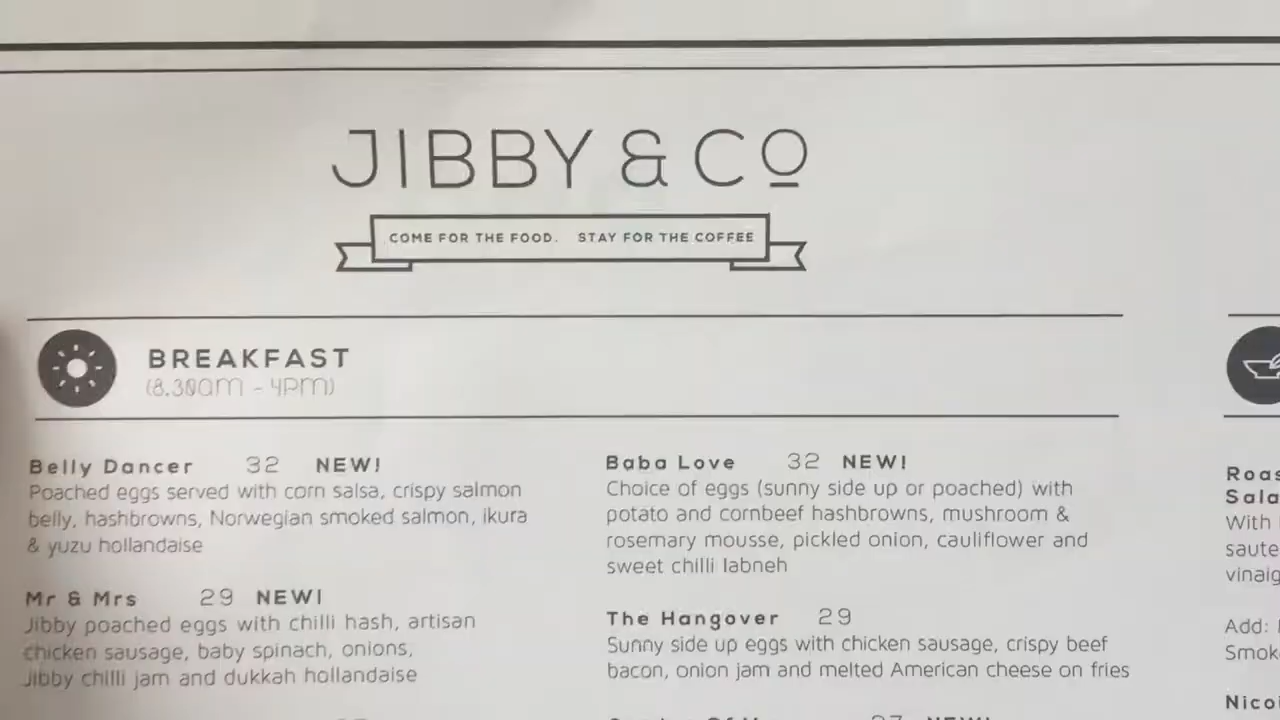 JIBBY & CO
COME FOR THE FOOD. STAY FOR THE COFFEE
BREAKFAST
(8.30am - 4pm)
Belly Dancer 32 NEW!
Poached eggs served with corn salsa, crispy salmon
belly, hashbrowns, Norwegian smoked salmon, ikura
& yuzu hollandaise
Mr & Mrs 29 NEW!
Jibby poached eggs with chilli hash, artisan
chicken sausage, baby spinach, onions,
Jibby chilli jam and dukkah hollandaise
Baba Love 32 NEW!
Choice of eggs (sunny side up or poached) with
potato and cornbeef hashbrowns, mushroom &
rosemary mousse, pickled onion, cauliflower and
sweet chilli labneh
The Hangover 29
Sunny side up eggs with chicken sausage, crispy beef
bacon, onion jam and melted American cheese on fries
With
Add: